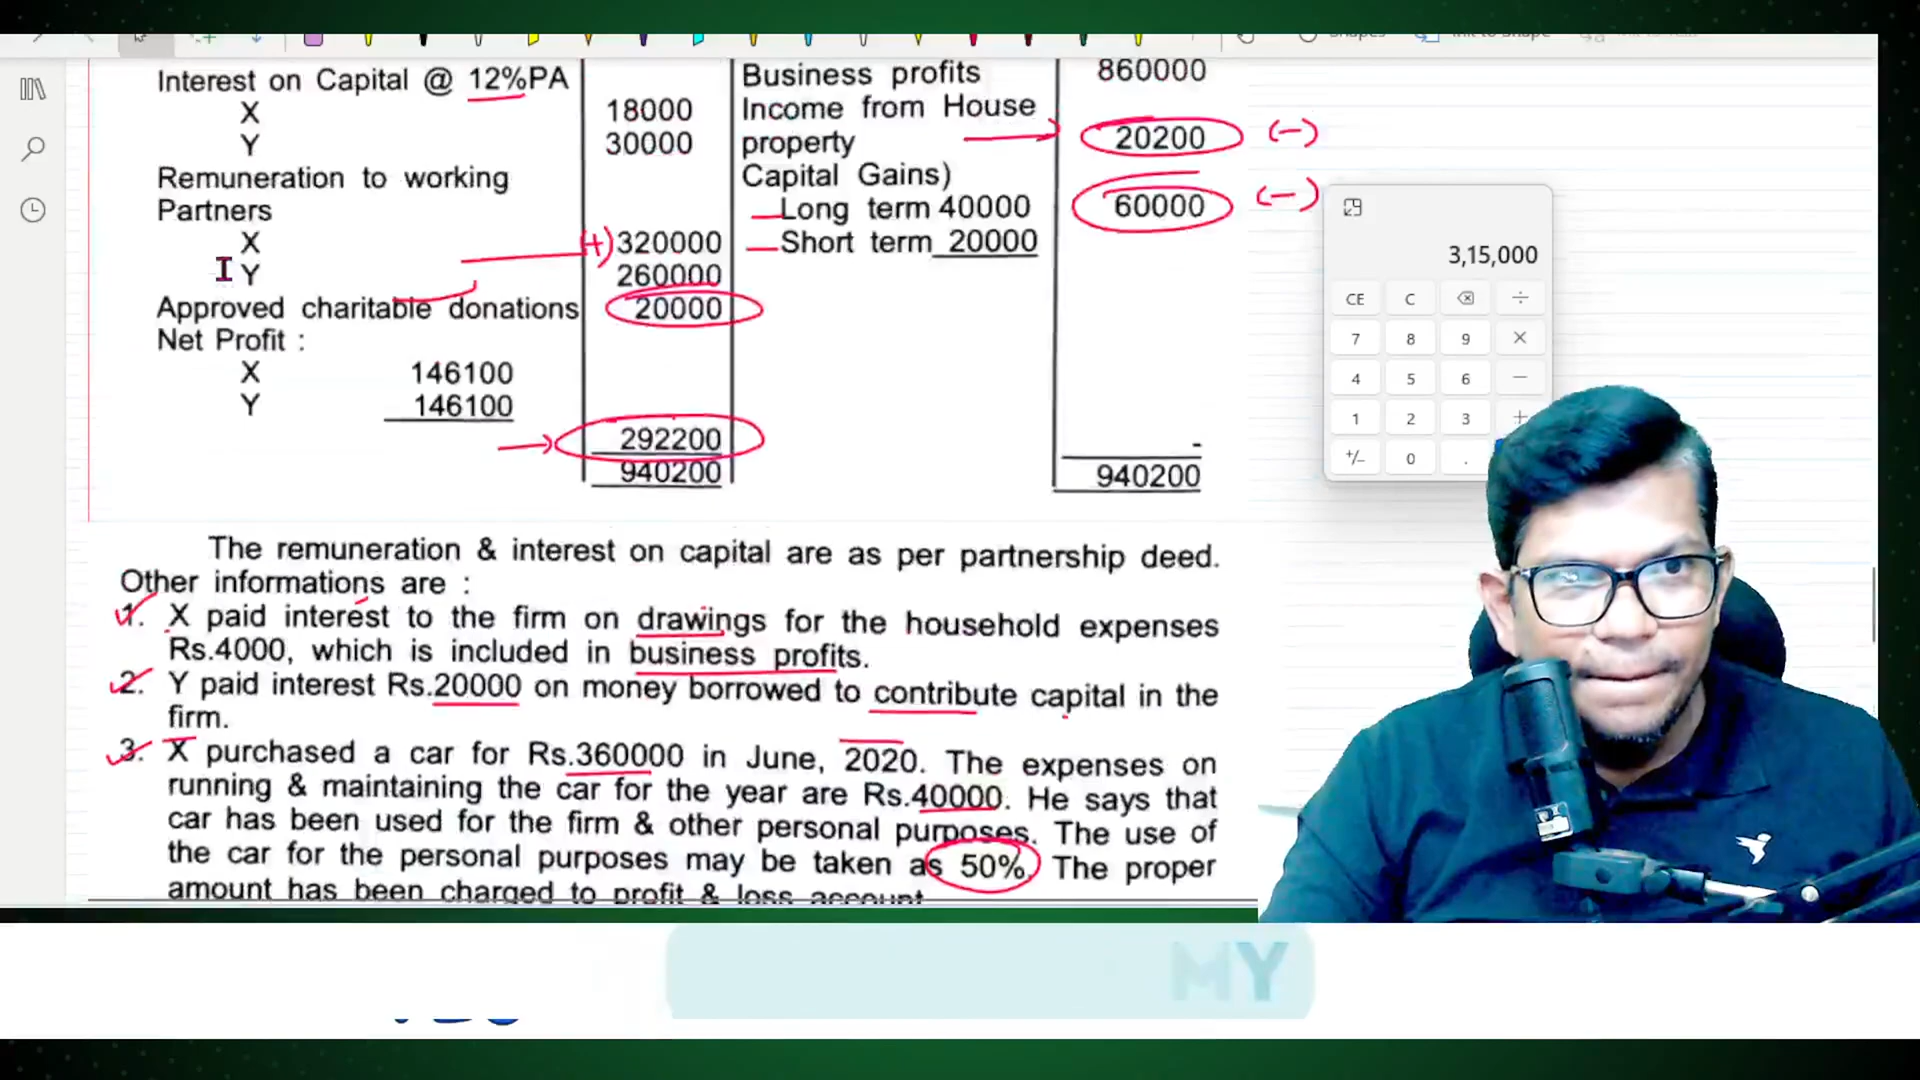 Interest on Capital @ 12%PA
X 18000
Y 30000
Remuneration to working
Partners
X (+) 320000
Y 260000
Approved charitable donations 20000
Net Profit :
X 146100
Y 146100
292200
940200
Business profits 860000
Income from House
property 20200 (-)
Capital Gains)
Long term 40000 60000 (-)
Short term 20000
-
940200
3,15,000
CE C ÷
7 8 9 ×
4 5 6 −
1 2 3 +
+/− 0 .
The remuneration & interest on capital are as per partnership deed.
Other informations are :
1. X paid interest to the firm on drawings for the household expenses
Rs.4000, which is included in business profits.
2. Y paid interest Rs.20000 on money borrowed to contribute capital in the
firm.
3. X purchased a car for Rs.360000 in June, 2020. The expenses on
running & maintaining the car for the year are Rs.40000. He says that
car has been used for the firm & other personal purposes. The use of
the car for the personal purposes may be taken as 50%. The proper
amount has been charged to profit & loss account.
MY